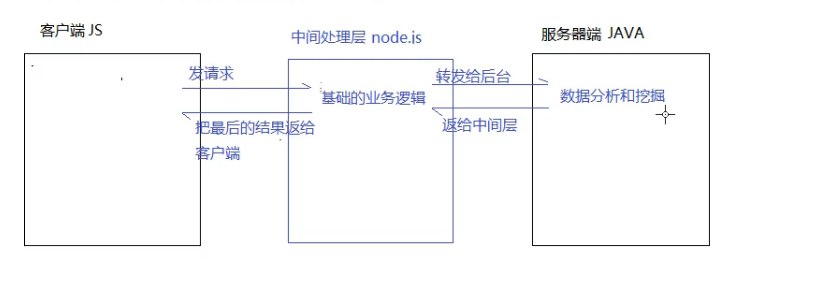 客户端 JS
中间处理层 node.js
服务器端 JAVA
发请求
转发给后台
基础的业务逻辑
数据分析和挖掘
把最后的结果返给
客户端
返给中间层